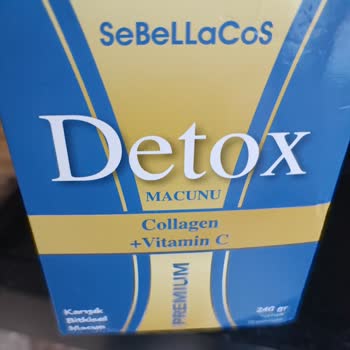 SeBeLLaCoS
Detox
MACUNU
Collagen
+Vitamin C
PREMIUM
Karışık
Bitkisel
Macun
240 gr